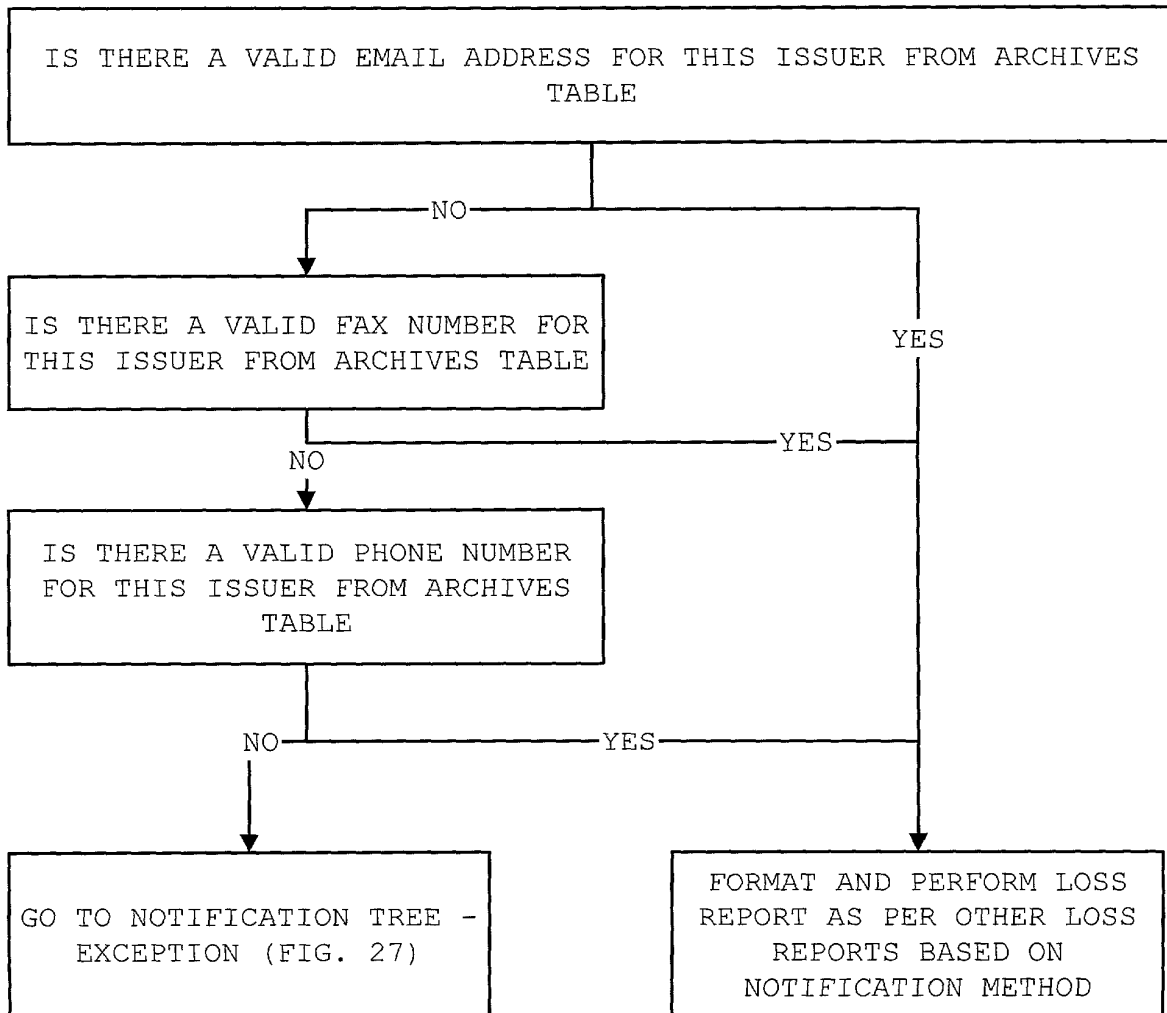 IS THERE A VALID EMAIL ADDRESS FOR THIS ISSUER FROM ARCHIVES
TABLE
NO
IS THERE A VALID FAX NUMBER FOR
THIS ISSUER FROM ARCHIVES TABLE
YES
YES
NO
IS THERE A VALID PHONE NUMBER
FOR THIS ISSUER FROM ARCHIVES
TABLE
NO
YES
GO TO NOTIFICATION TREE -
EXCEPTION (FIG. 27)
FORMAT AND PERFORM LOSS
REPORT AS PER OTHER LOSS
REPORTS BASED ON
NOTIFICATION METHOD